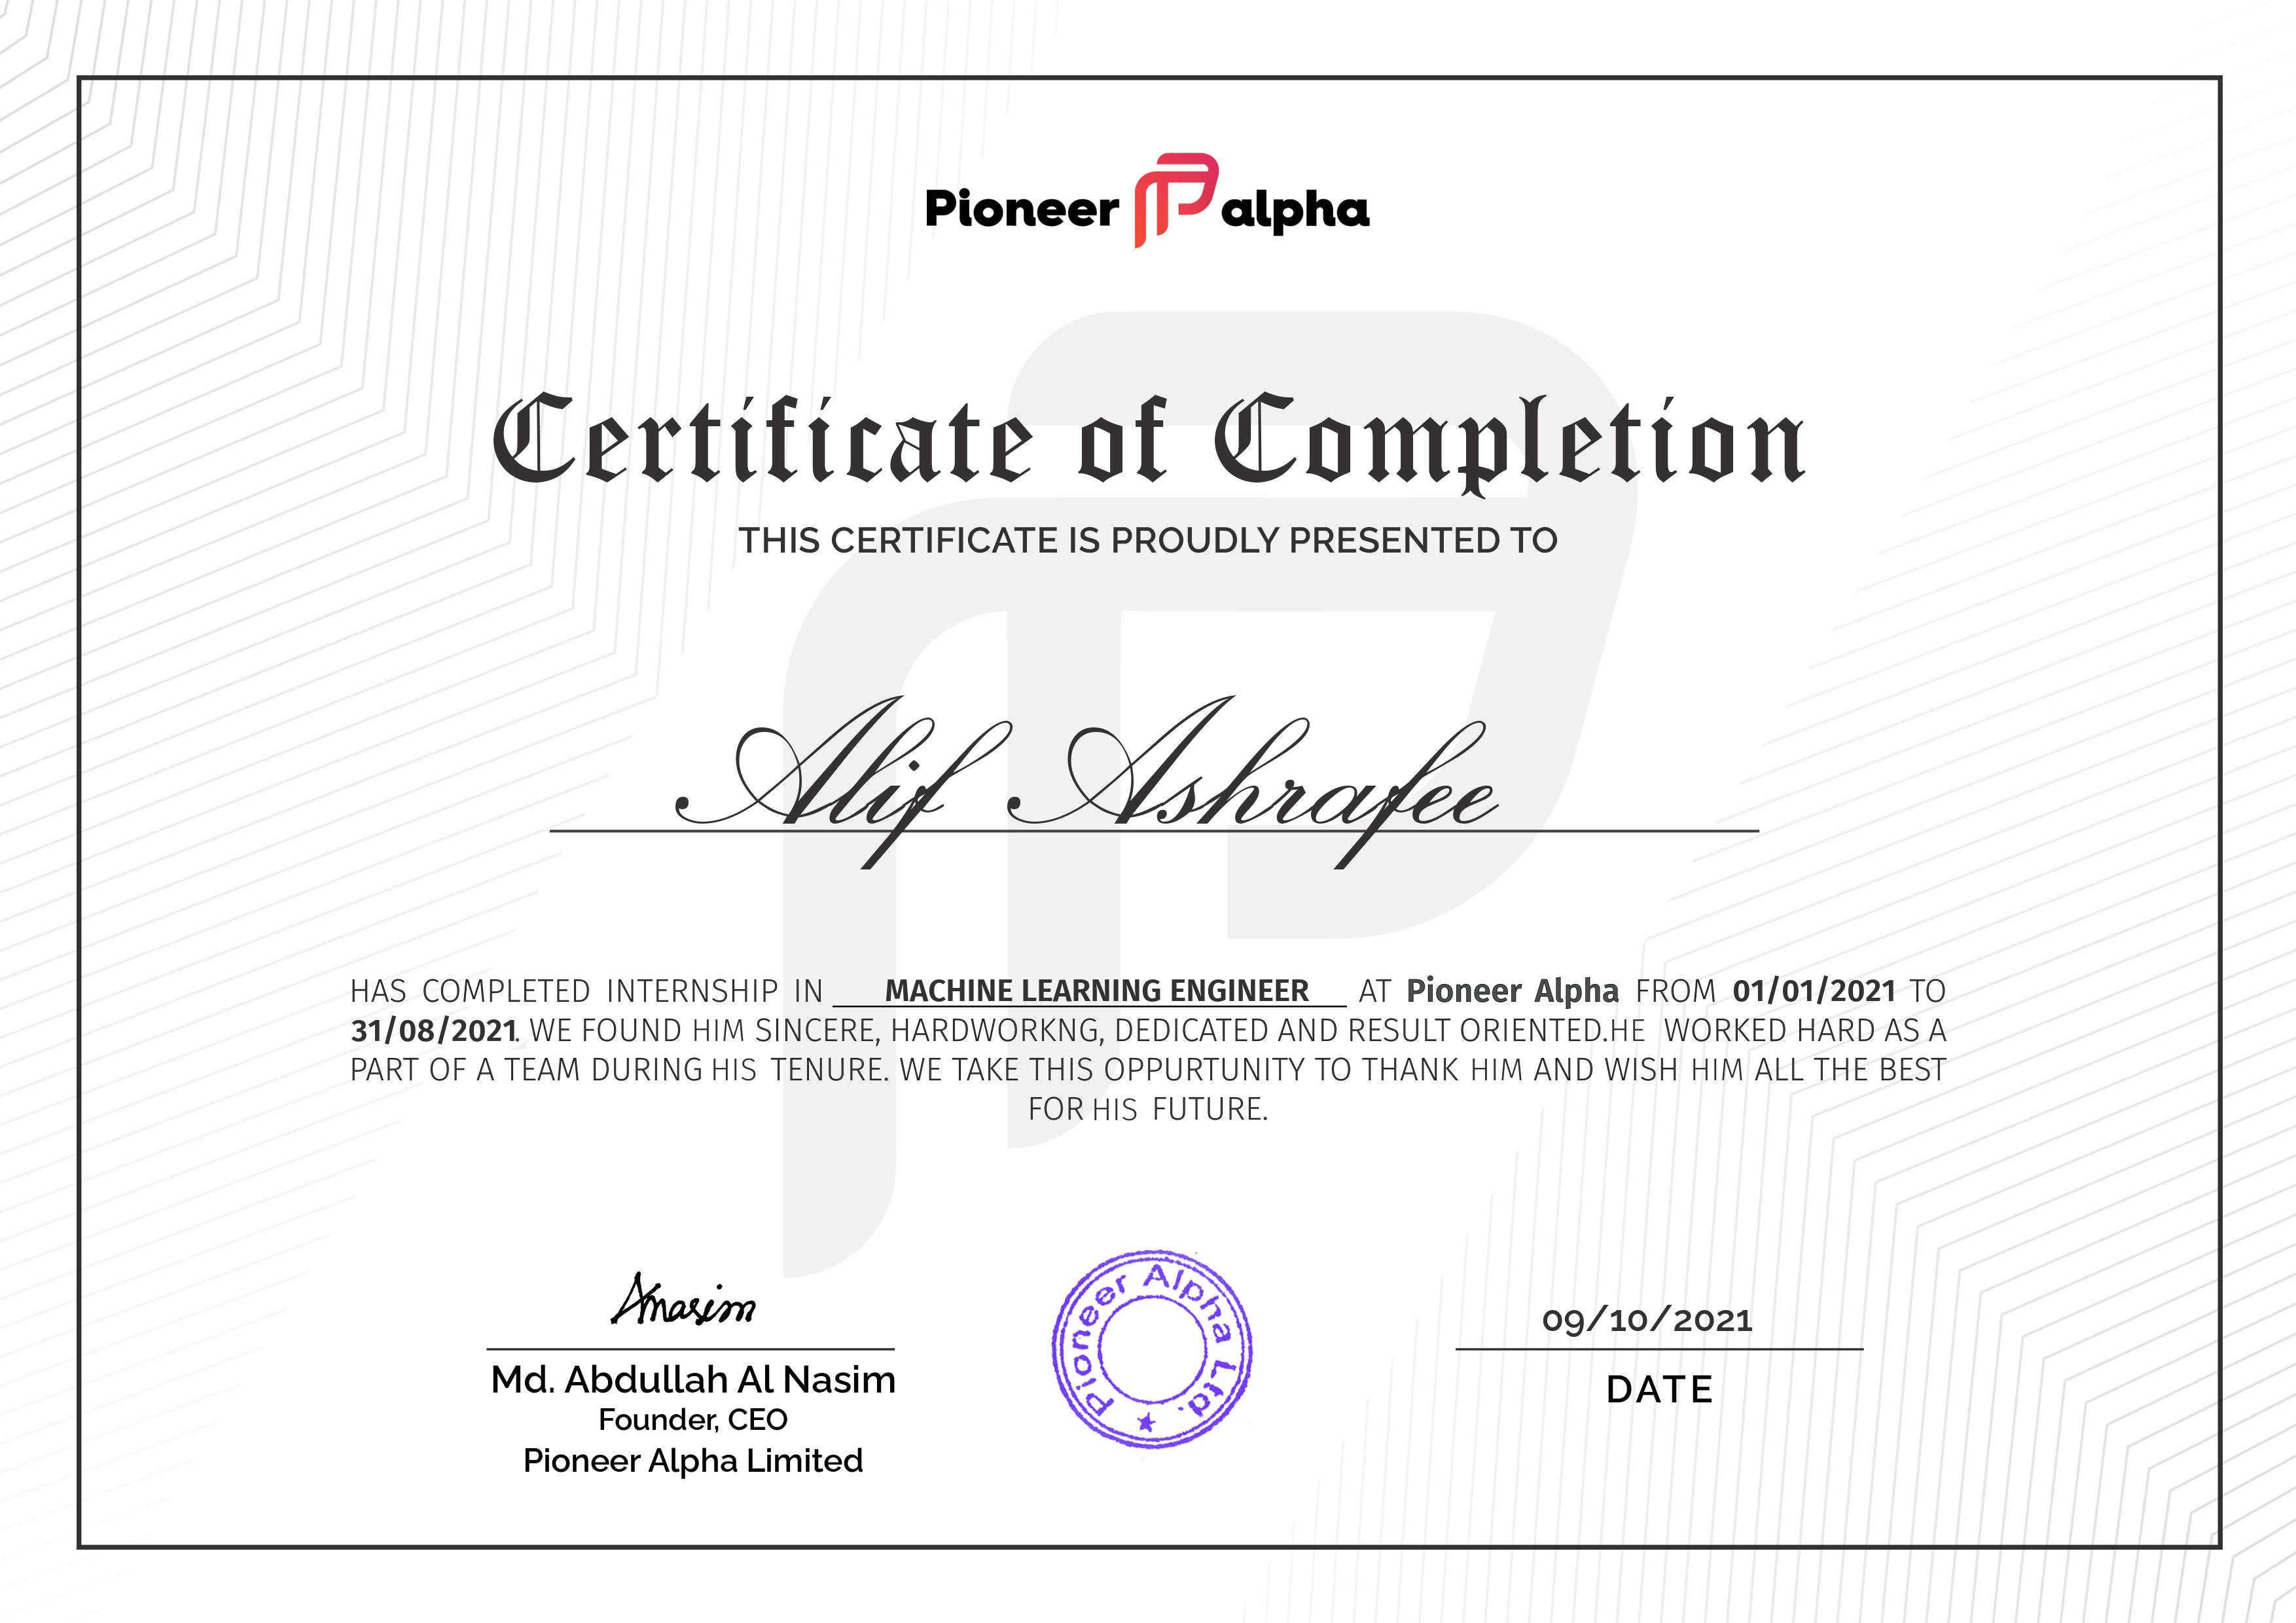 Pioneer alpha
Certificate of Completion
THIS CERTIFICATE IS PROUDLY PRESENTED TO
Alif Ashrafee
HAS COMPLETED INTERNSHIP IN MACHINE LEARNING ENGINEER AT Pioneer Alpha FROM 01/01/2021 TO
31/08/2021. WE FOUND HIM SINCERE, HARDWORKNG, DEDICATED AND RESULT ORIENTED.HE WORKED HARD AS A
PART OF A TEAM DURING HIS TENURE. WE TAKE THIS OPPURTUNITY TO THANK HIM AND WISH HIM ALL THE BEST
FOR HIS FUTURE.
Anasim
Md. Abdullah Al Nasim
Founder, CEO
Pioneer Alpha Limited
Pioneer Alpha Ltd.
09/10/2021
DATE